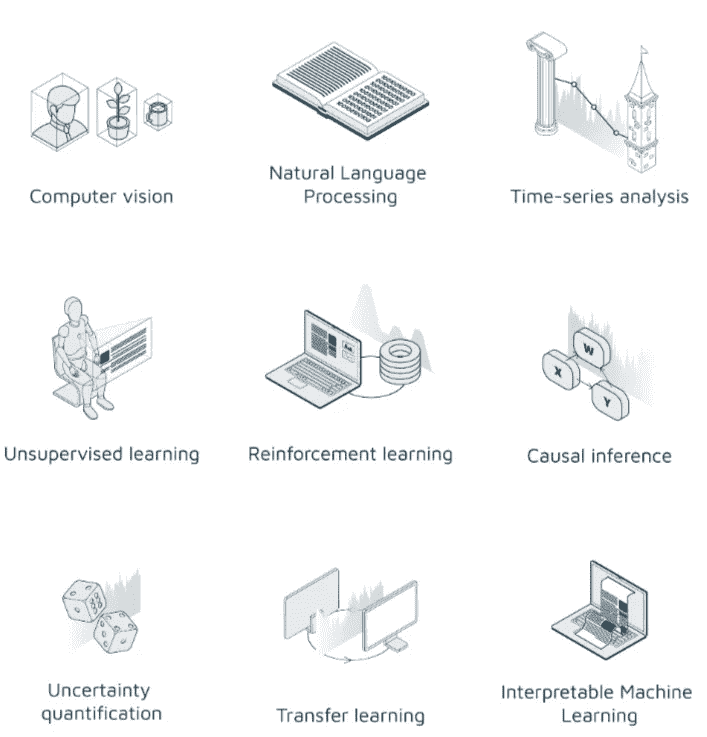 Computer vision
Natural Language
Processing
Time-series analysis
Unsupervised learning
Reinforcement learning
W
X
Y
Causal inference
Uncertainty
quantification
Transfer learning
Interpretable Machine
Learning